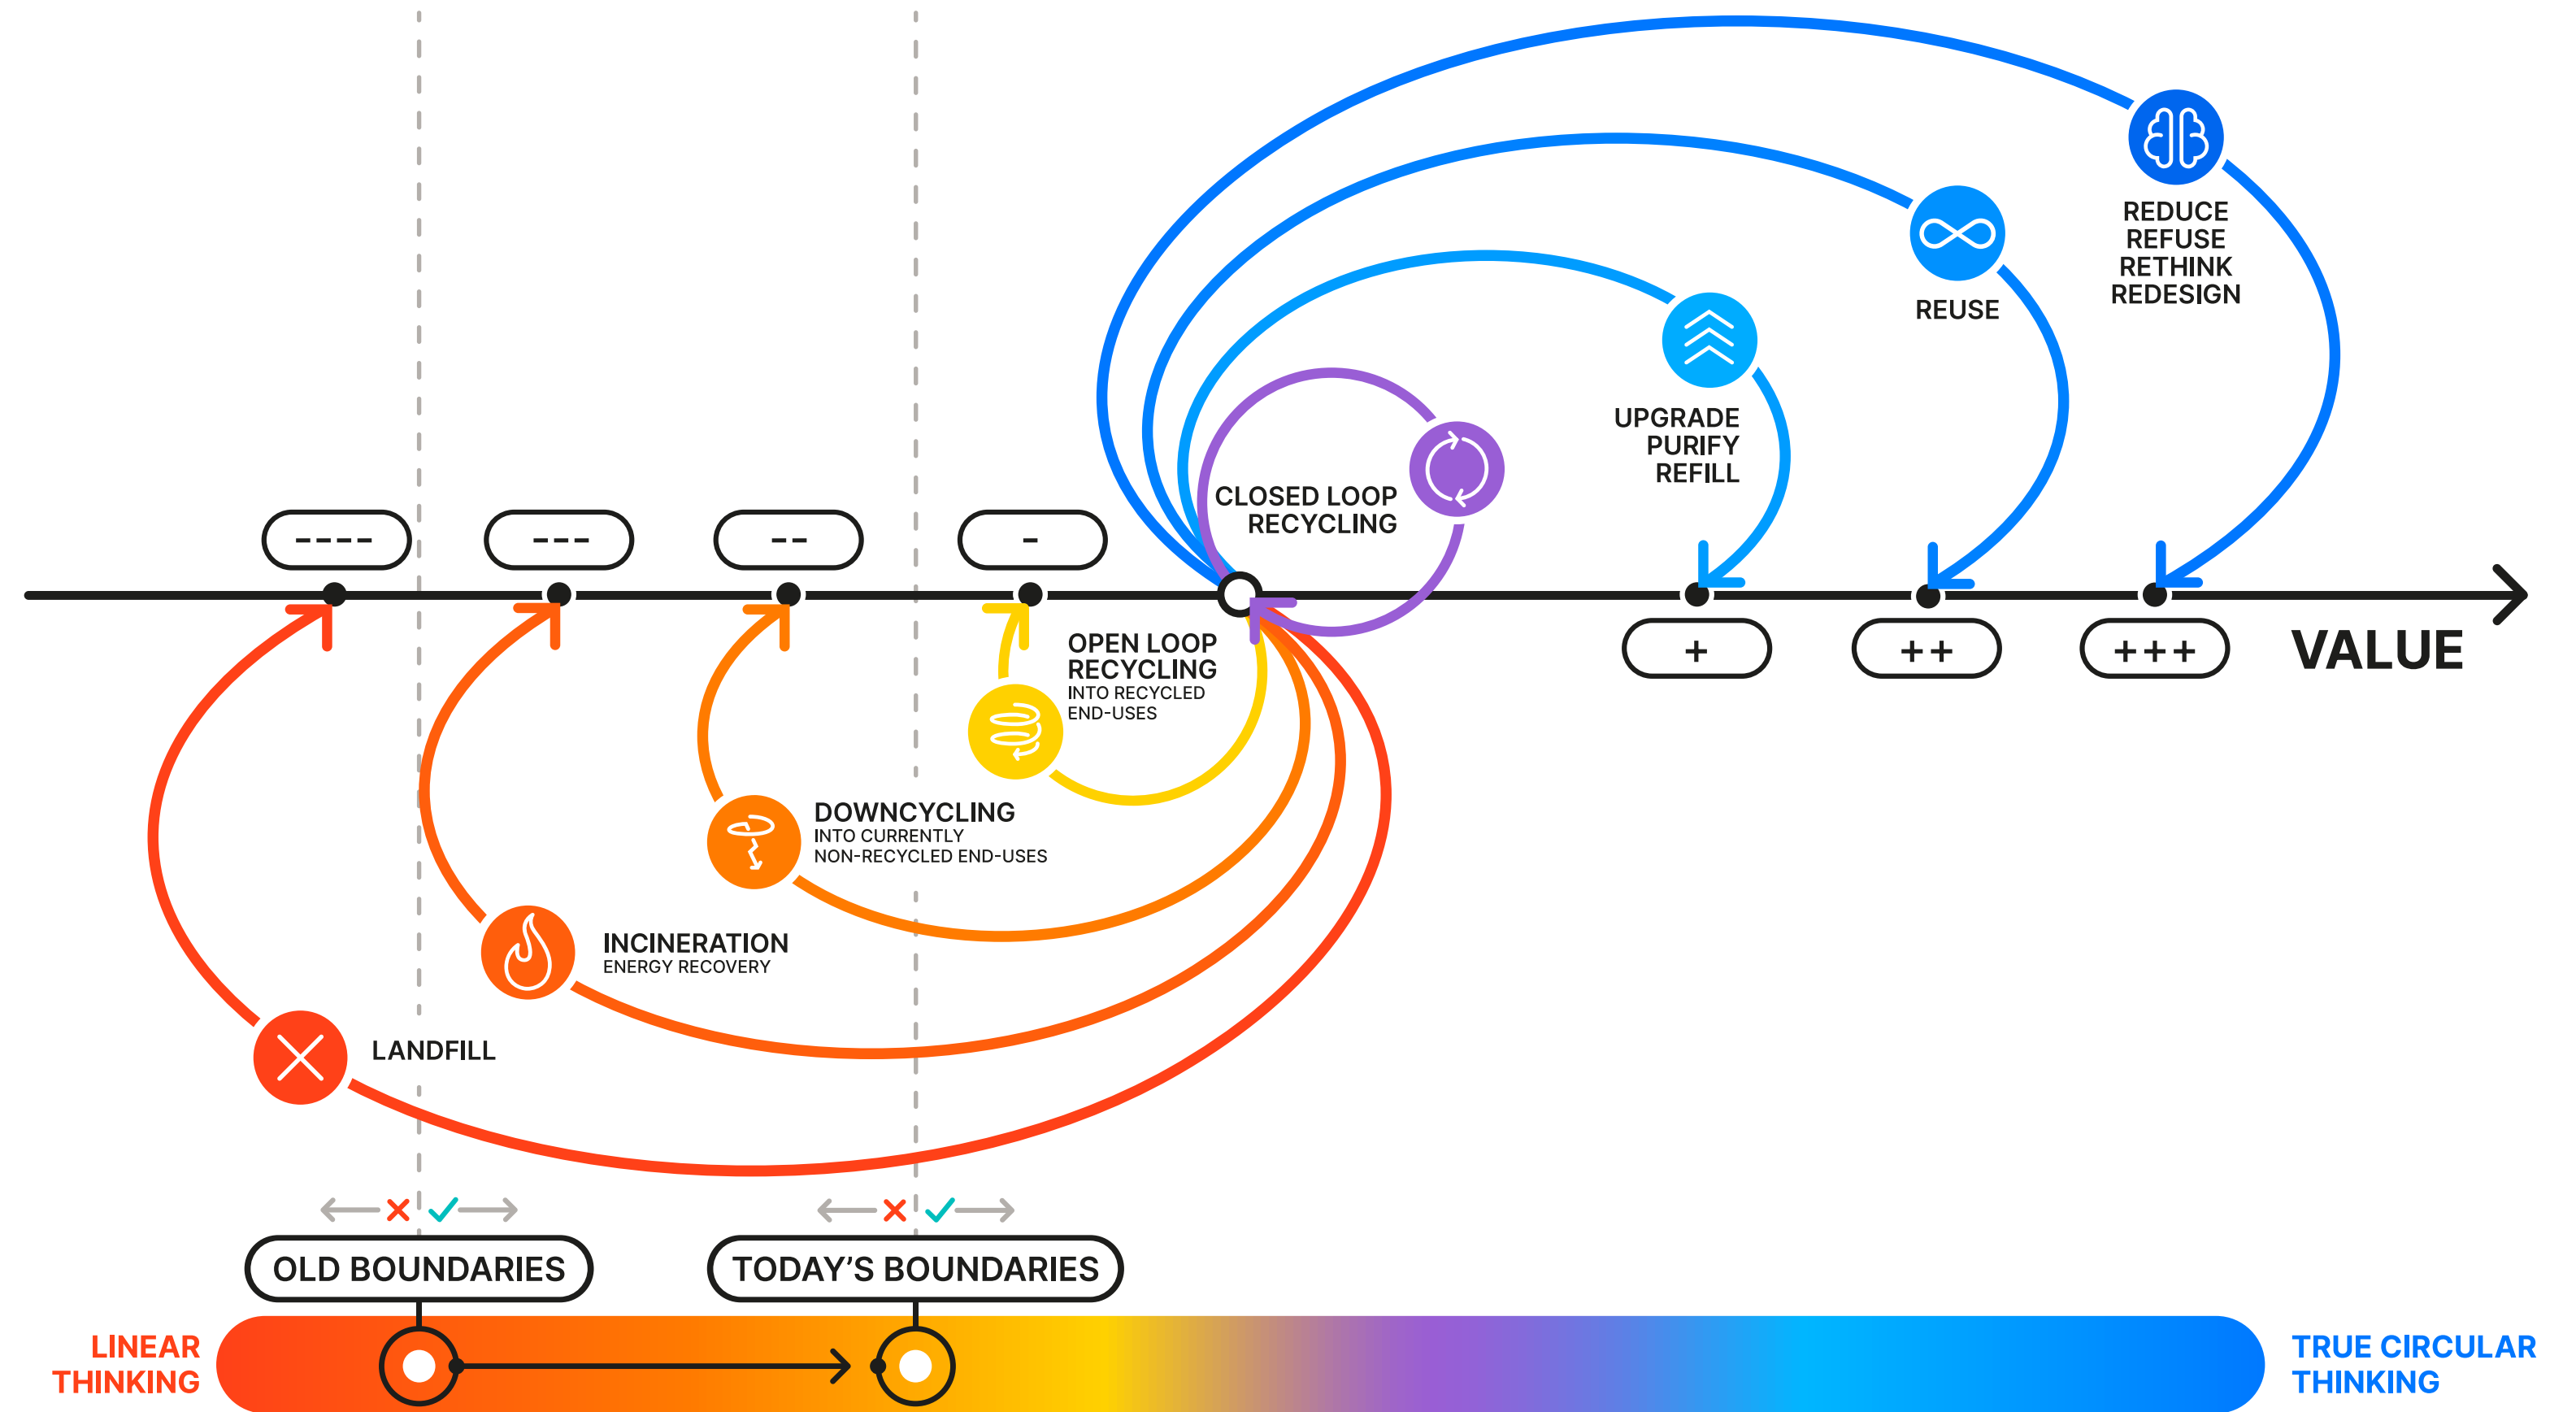 REDUCE
REFUSE
RETHINK
REDESIGN
REUSE
UPGRADE
PURIFY
REFILL
CLOSED LOOP
RECYCLING
----
---
--
-
+
++
+++
VALUE
OPEN LOOP
RECYCLING
INTO RECYCLED
END-USES
DOWNCYCLING
INTO CURRENTLY
NON-RECYCLED END-USES
INCINERATION
ENERGY RECOVERY
LANDFILL
OLD BOUNDARIES
TODAY'S BOUNDARIES
LINEAR
THINKING
TRUE CIRCULAR
THINKING